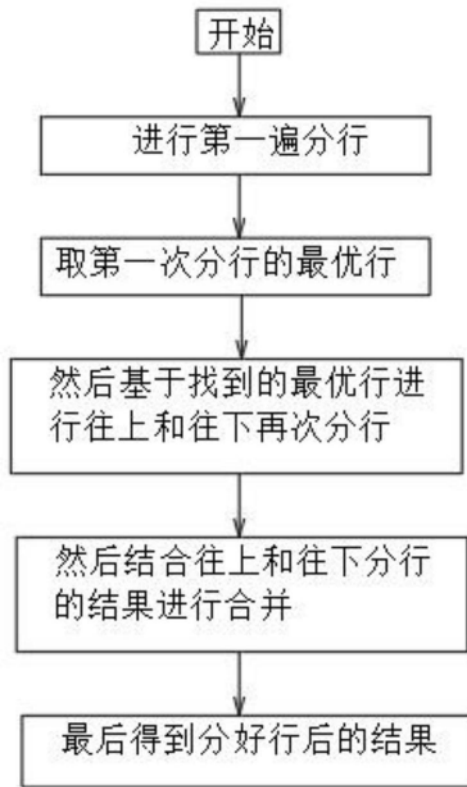 开始
进行第一遍分行
取第一次分行的最优行
然后基于找到的最优行进
行往上和往下再次分行
然后结合往上和往下分行
的结果进行合并
最后得到分好行后的结果